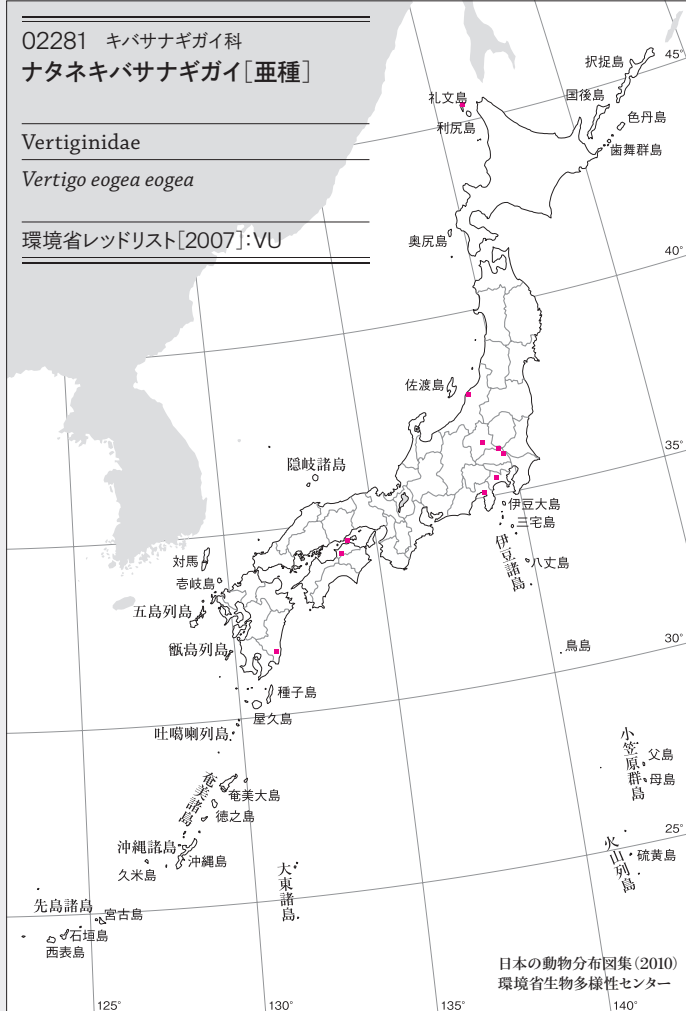 02281 キバサナギガイ科
ナタネキバサナギガイ[亜種]
Vertiginidae
Vertigo eogea eogea
環境省レッドリスト[2007]:VU
択捉島
45°
国後島
礼文島
色丹島
利尻島
歯舞群島
奥尻島
40°
佐渡島
35°
隠岐諸島
伊豆大島
三宅島
伊豆諸島
八丈島
対馬
壱岐島
五島列島
鳥島
30°
甑島列島
種子島
屋久島
吐噶喇列島
小笠原群島
父島
母島
奄美諸島
奄美大島
徳之島
25°
沖縄諸島
沖縄島
久米島
火山列島
硫黄島
大東諸島
先島諸島
宮古島
石垣島
西表島
日本の動物分布図集(2010)
環境省生物多様性センター
125°
130°
135°
140°